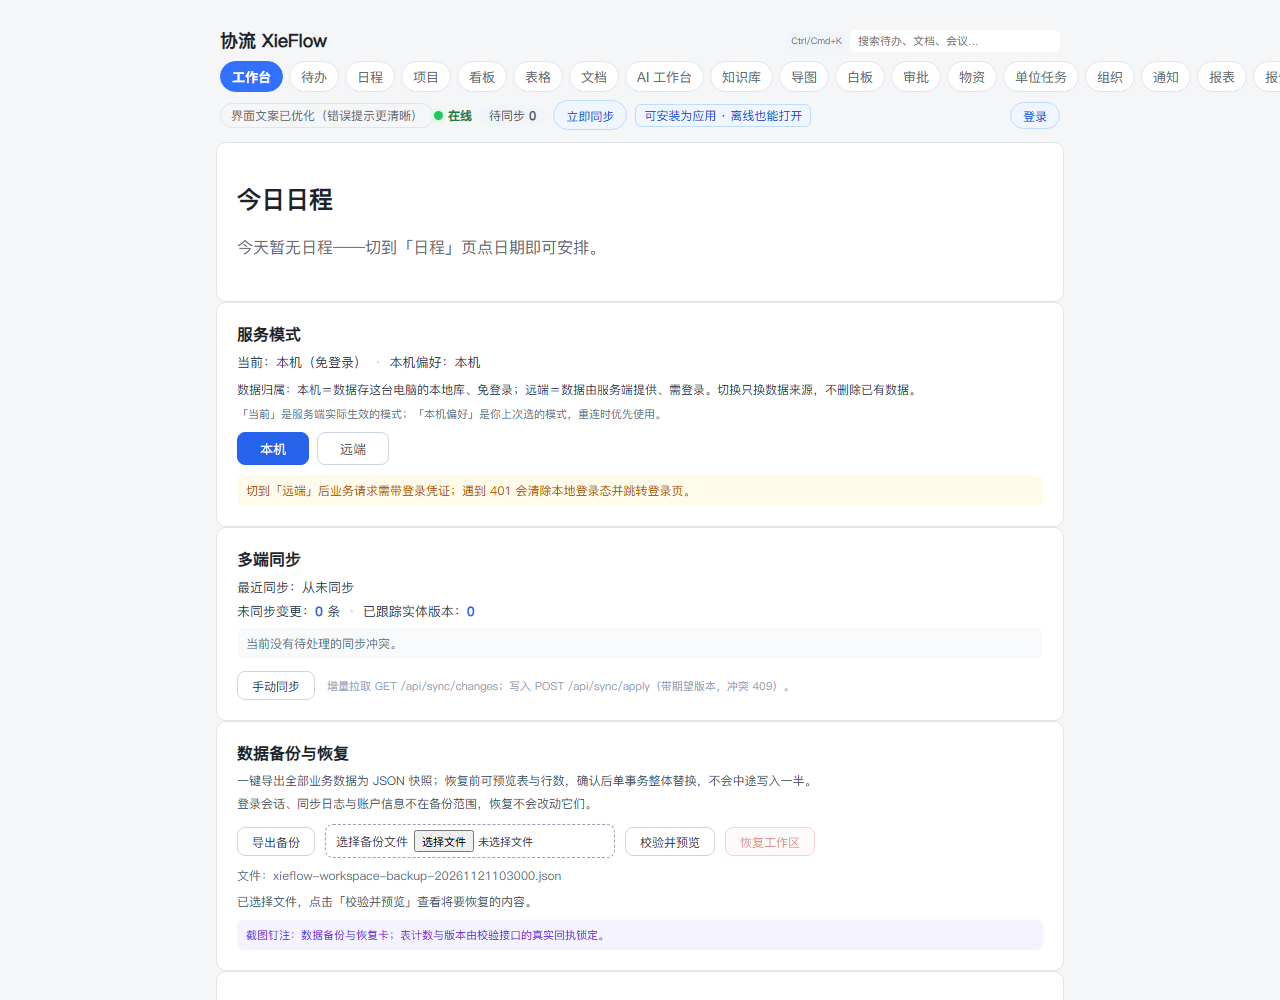 协流 XieFlow
Ctrl/Cmd+K
搜索待办、文档、会议...
工作台 待办 日程 项目 看板 表格 文档 AI 工作台 知识库 导图 白板 审批 物资 单位任务 组织 通知 报表
界面文案已优化（错误提示更清晰） 在线 待同步 0 立即同步 可安装为应用 · 离线也能打开 登录
今日日程
今天暂无日程——切到「日程」页点日期即可安排。
服务模式
当前：本机（免登录） · 本机偏好：本机
数据归属：本机＝数据存这台电脑的本地库、免登录；远端＝数据由服务端提供、需登录。切换只换数据来源，不删除已有数据。
「当前」是服务端实际生效的模式；「本机偏好」是你上次选的模式，重连时优先使用。
本机 远端
切到「远端」后业务请求需带登录凭证；遇到 401 会清除本地登录态并跳转登录页。
多端同步
最近同步：从未同步
未同步变更：0 条 · 已跟踪实体版本：0
当前没有待处理的同步冲突。
手动同步 增量拉取 GET /api/sync/changes；写入 POST /api/sync/apply（带期望版本，冲突 409）。
数据备份与恢复
一键导出全部业务数据为 JSON 快照；恢复前可预览表与行数，确认后单事务整体替换，不会中途写入一半。
登录会话、同步日志与账户信息不在备份范围，恢复不会改动它们。
导出备份 选择备份文件 选择文件 未选择文件 校验并预览 恢复工作区
文件：xieflow-workspace-backup-20261121103000.json
已选择文件，点击「校验并预览」查看将要恢复的内容。
截图钉注：数据备份与恢复卡；表计数与版本由校验接口的真实回执锁定。